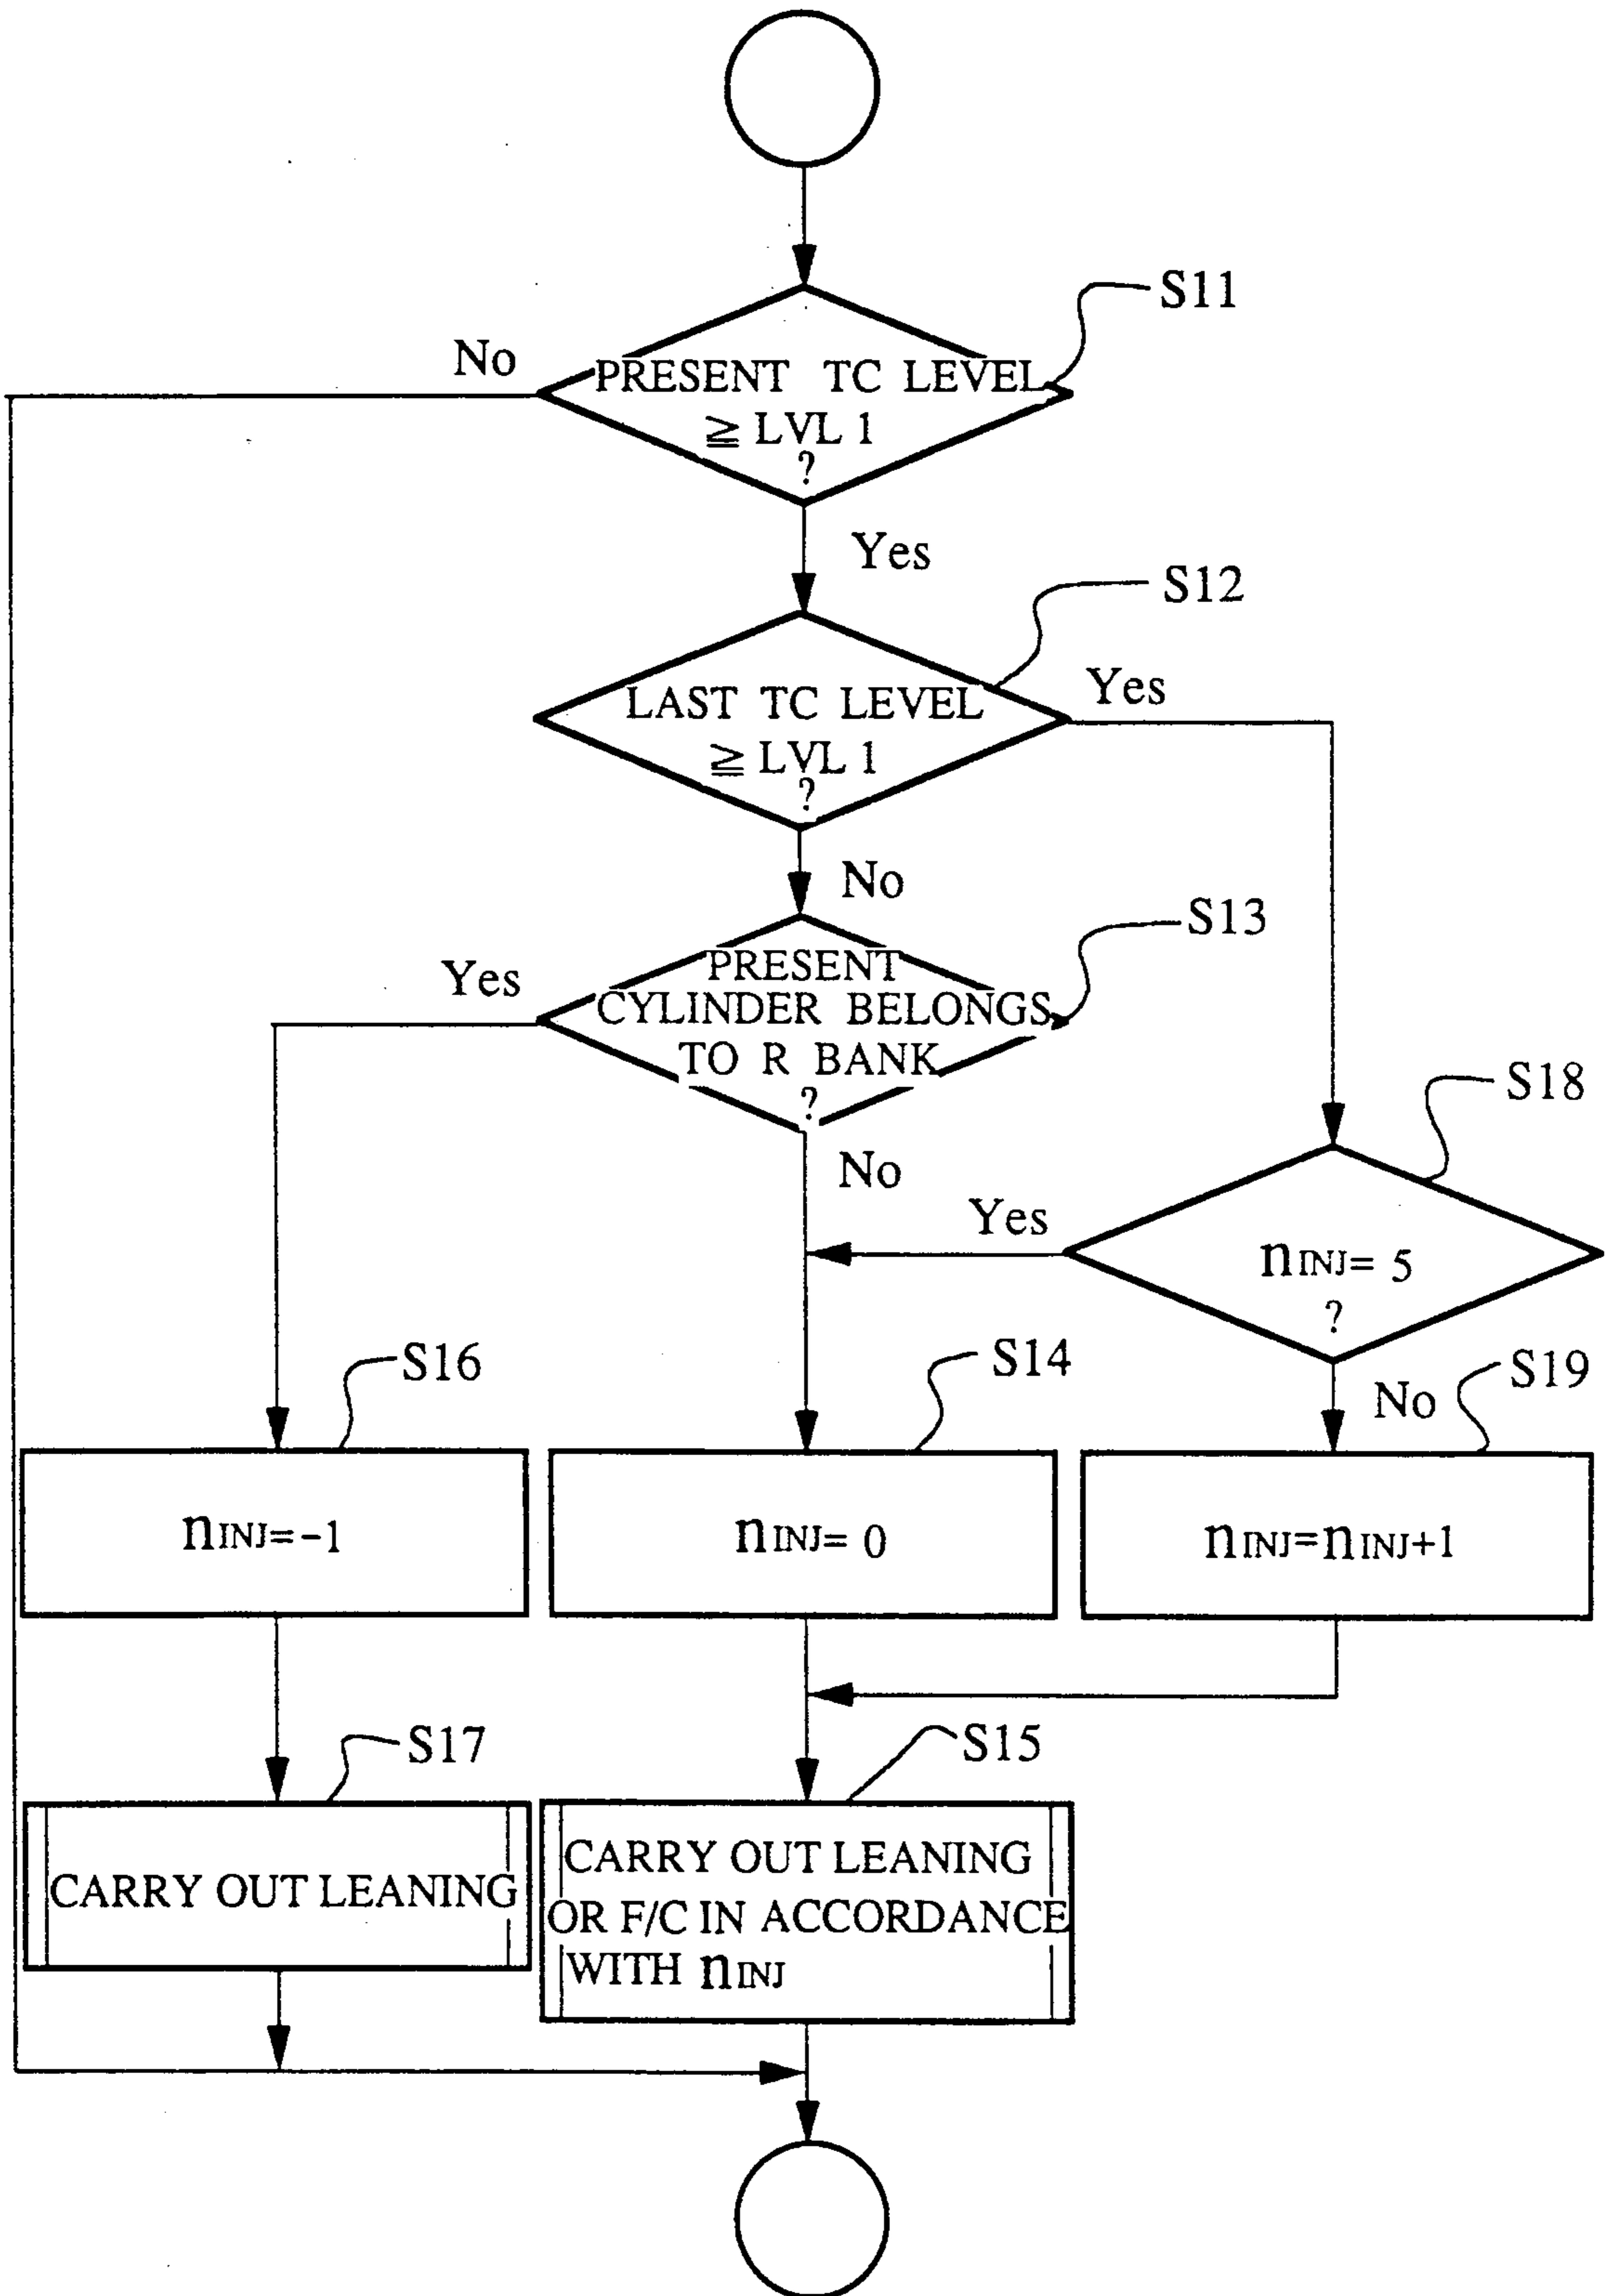 S11
No
PRESENT TC LEVEL
≧ LVL 1
?
Yes
S12
Yes
LAST TC LEVEL
≧ LVL 1
?
No
S13
Yes
PRESENT
CYLINDER BELONGS
TO R BANK
?
S18
No
Yes
nINJ= 5
?
S16
S14
S19
No
nINJ=-1
nINJ= 0
nINJ=nINJ+1
S17
S15
CARRY OUT LEANING
CARRY OUT LEANING
OR F/C IN ACCORDANCE
WITH nINJ